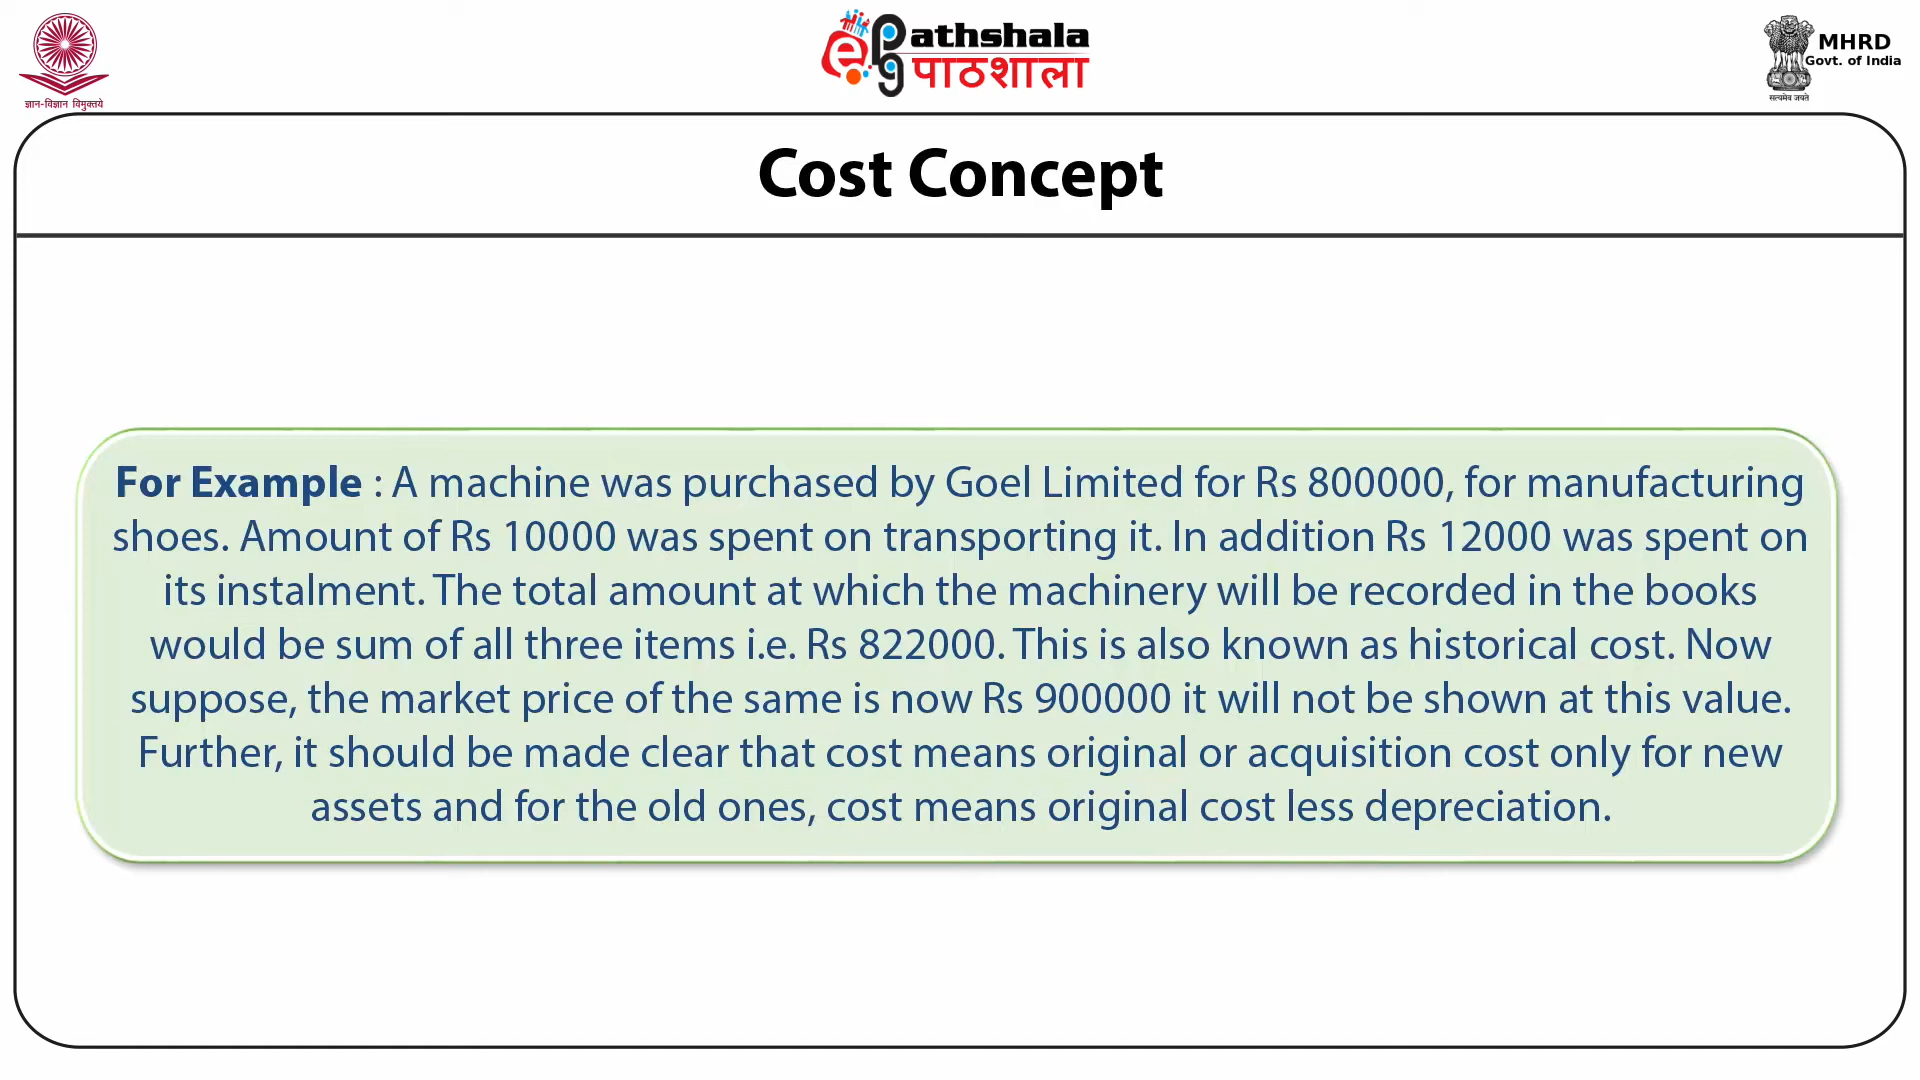 ज्ञान-विज्ञान विमुक्तये
e pg athshala
पाठशाला
MHRD
Govt. of India
सत्यमेव जयते
Cost Concept
For Example : A machine was purchased by Goel Limited for Rs 800000, for manufacturing
shoes. Amount of Rs 10000 was spent on transporting it. In addition Rs 12000 was spent on
its instalment. The total amount at which the machinery will be recorded in the books
would be sum of all three items i.e. Rs 822000. This is also known as historical cost. Now
suppose, the market price of the same is now Rs 900000 it will not be shown at this value.
Further, it should be made clear that cost means original or acquisition cost only for new
assets and for the old ones, cost means original cost less depreciation.